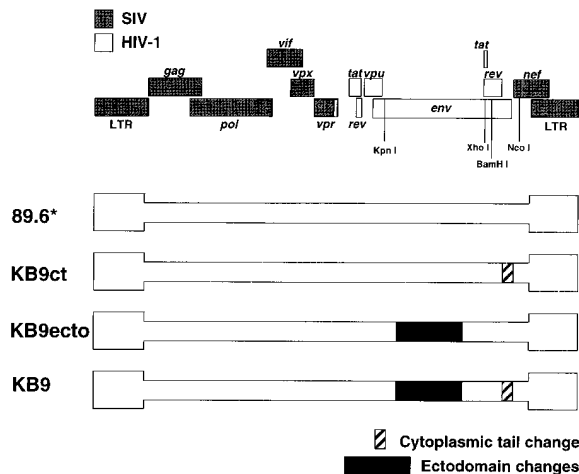 SIV
HIV-1
vif
tat
gag
vpx
tat vpu
rev
nef
LTR
pol
vpr
rev
env
LTR
Kpn I
Xho I
Nco I
BamH I
89.6*
KB9ct
KB9ecto
KB9
Cytoplasmic tail change
Ectodomain changes